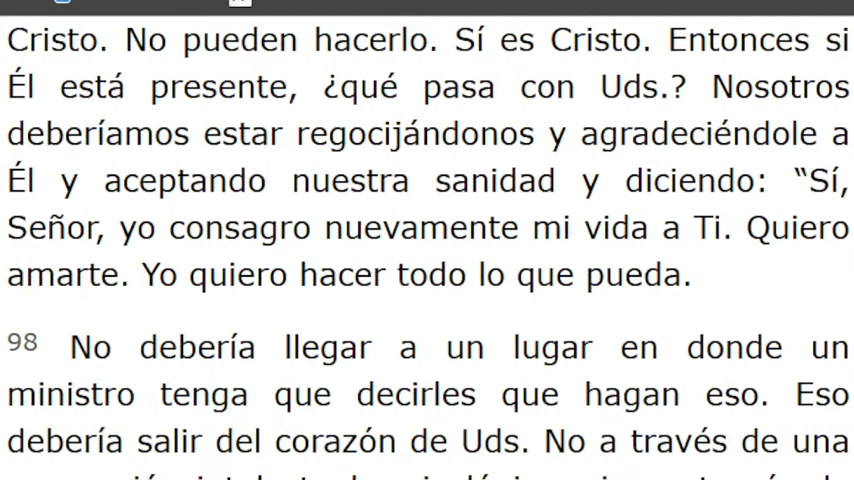 Cristo. No pueden hacerlo. Sí es Cristo. Entonces si
Él está presente, ¿qué pasa con Uds.? Nosotros
deberíamos estar regocijándonos y agradeciéndole a
Él y aceptando nuestra sanidad y diciendo: “Sí,
Señor, yo consagro nuevamente mi vida a Ti. Quiero
amarte. Yo quiero hacer todo lo que pueda.
98 No debería llegar a un lugar en donde un
ministro tenga que decirles que hagan eso. Eso
debería salir del corazón de Uds. No a través de una